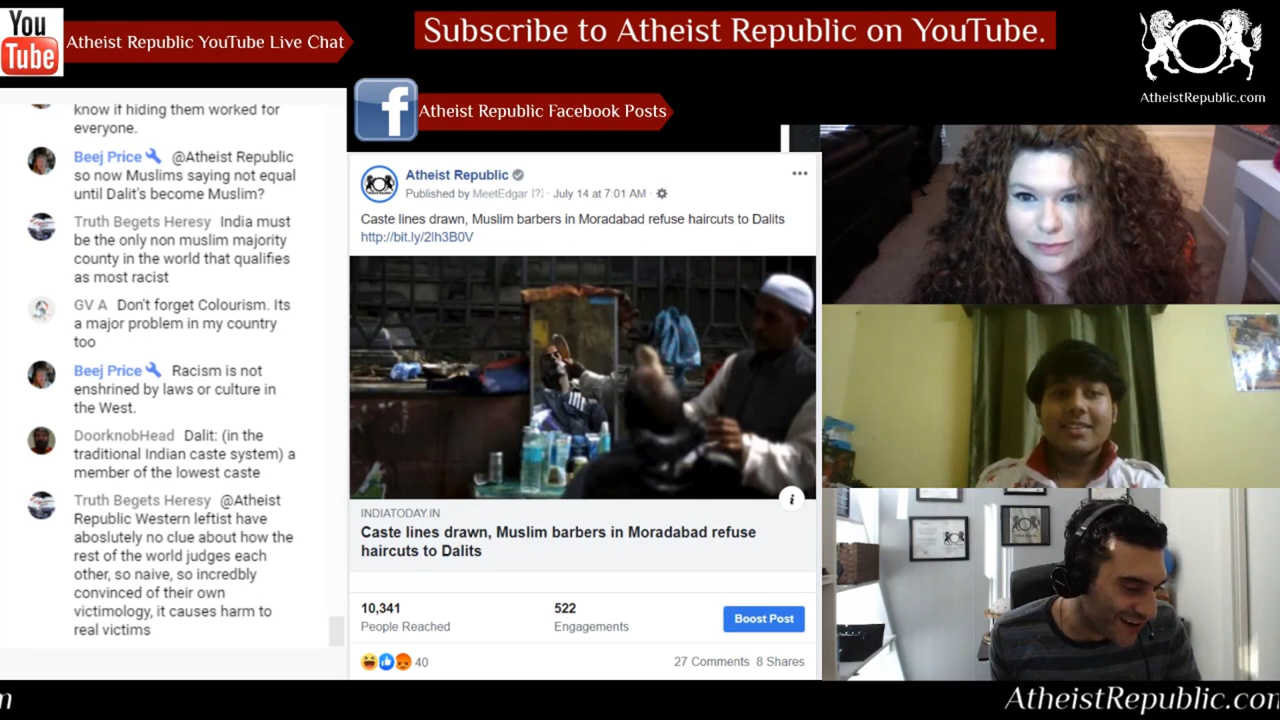 You
Tube
Atheist Republic YouTube Live Chat
Subscribe to Atheist Republic on YouTube.
AtheistRepublic.com
Atheist Republic Facebook Posts
know if hiding them worked for
everyone.
Beej Price @Atheist Republic
so now Muslims saying not equal
until Dalit's become Muslim?
Truth Begets Heresy India must
be the only non muslim majority
county in the world that qualifies
as most racist
GV A Don't forget Colourism. Its
a major problem in my country
too
Beej Price Racism is not
enshrined by laws or culture in
the West.
DoorknobHead Dalit: (in the
traditional Indian caste system) a
member of the lowest caste
Truth Begets Heresy @Atheist
Republic Western leftist have
aboslutely no clue about how the
rest of the world judges each
other, so naive, so incredbly
convinced of their own
victimology, it causes harm to
real victims
Atheist Republic
Published by MeetEdgar [?] · July 14 at 7:01 AM ·
Caste lines drawn, Muslim barbers in Moradabad refuse haircuts to Dalits
http://bit.ly/2lh3B0V
INDIATODAY.IN
Caste lines drawn, Muslim barbers in Moradabad refuse
haircuts to Dalits
10,341
People Reached
522
Engagements
Boost Post
40
27 Comments 8 Shares
m
AtheistRepublic.com